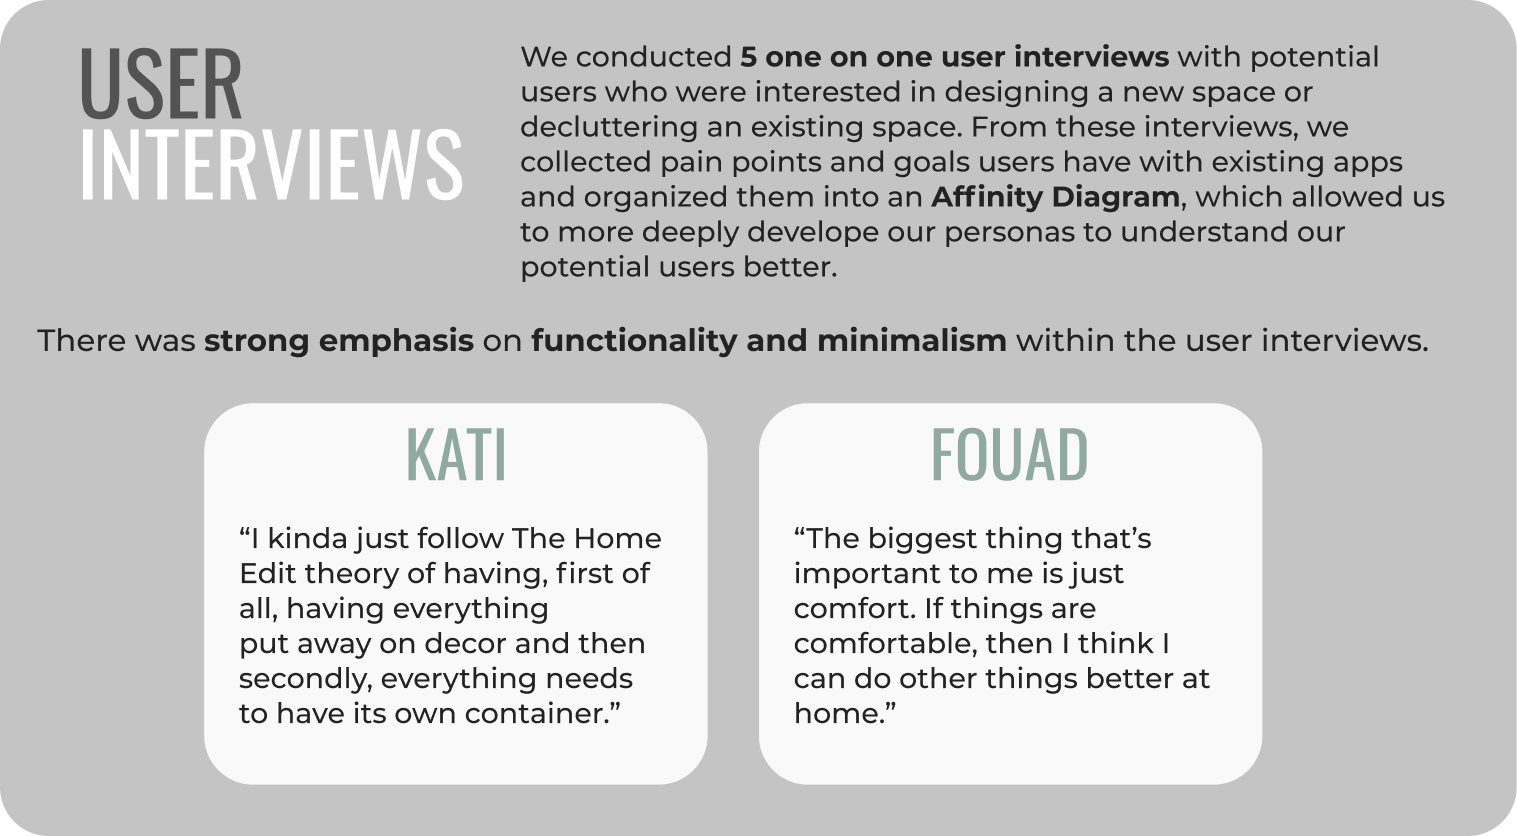 USER
INTERVIEWS
We conducted 5 one on one user interviews with potential
users who were interested in designing a new space or
decluttering an existing space. From these interviews, we
collected pain points and goals users have with existing apps
and organized them into an Affinity Diagram, which allowed us
to more deeply develope our personas to understand our
potential users better.
There was strong emphasis on functionality and minimalism within the user interviews.
KATI
“I kinda just follow The Home
Edit theory of having, first of
all, having everything
put away on decor and then
secondly, everything needs
to have its own container.”
FOUAD
“The biggest thing that’s
important to me is just
comfort. If things are
comfortable, then I think I
can do other things better at
home.”